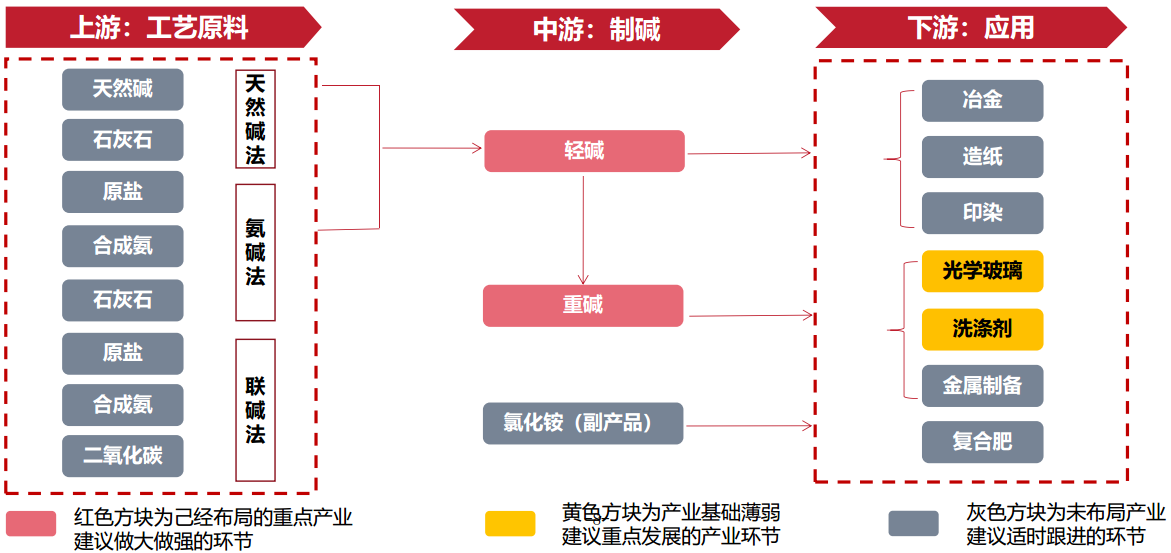 上游：工艺原料
中游：制碱
下游：应用
天然碱
石灰石
原盐
合成氨
石灰石
原盐
合成氨
二氧化碳
天然碱法
氨碱法
联碱法
轻碱
重碱
氯化铵（副产品）
冶金
造纸
印染
光学玻璃
洗涤剂
金属制备
复合肥
红色方块为己经布局的重点产业
建议做大做强的环节
黄色方块为产业基础薄弱
建议重点发展的产业环节
8
灰色方块为未布局产业
建议适时跟进的环节